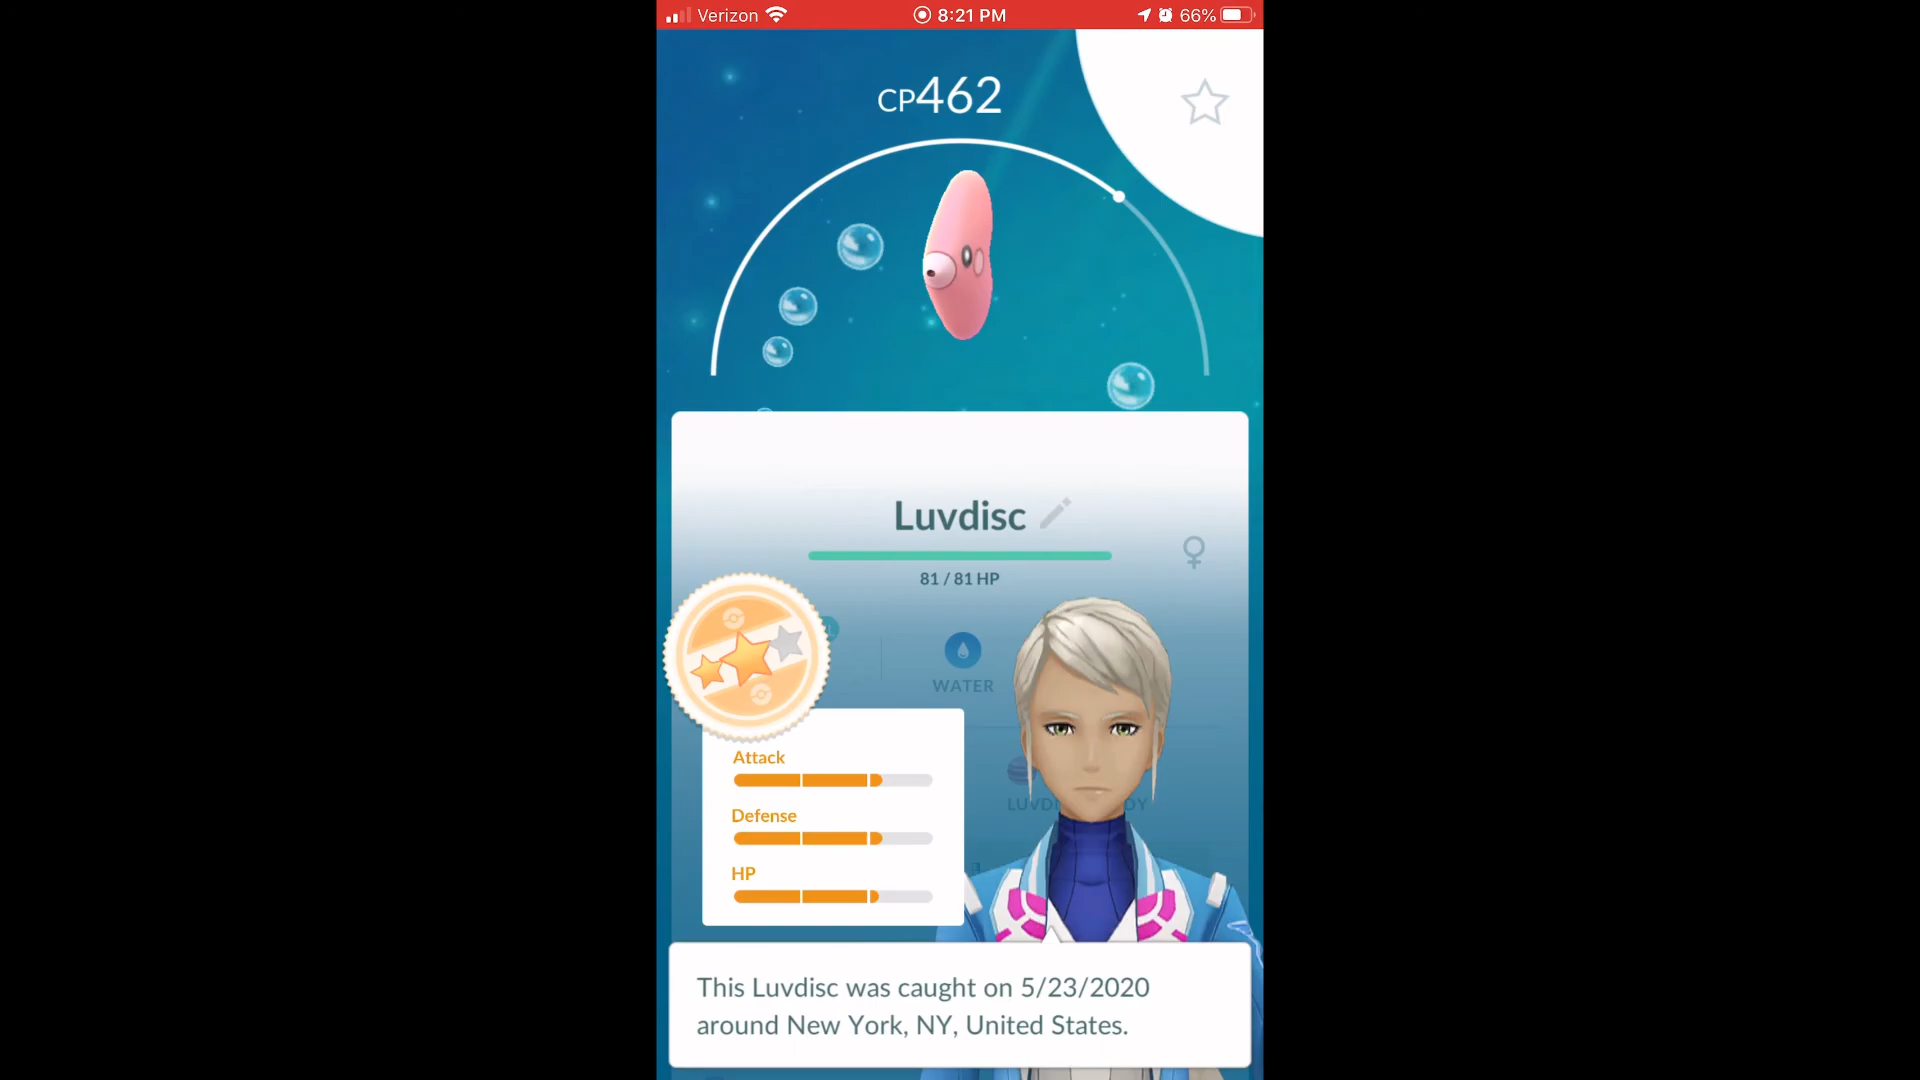 Verizon 8:21 PM 66%
CP462
Luvdisc
81 / 81 HP
WATER
Attack
Defense
HP
This Luvdisc was caught on 5/23/2020
around New York, NY, United States.